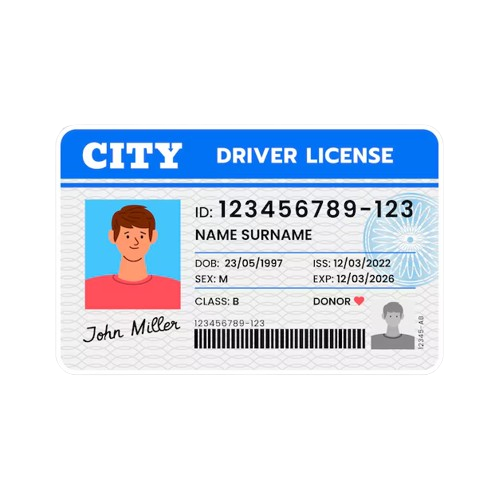 CITY DRIVER LICENSE
ID: 123456789-123
NAME SURNAME
DOB: 23/05/1997 ISS: 12/03/2022
SEX: M EXP: 12/03/2026
CLASS: B DONOR
John Miller
123456789-123
12345-AB